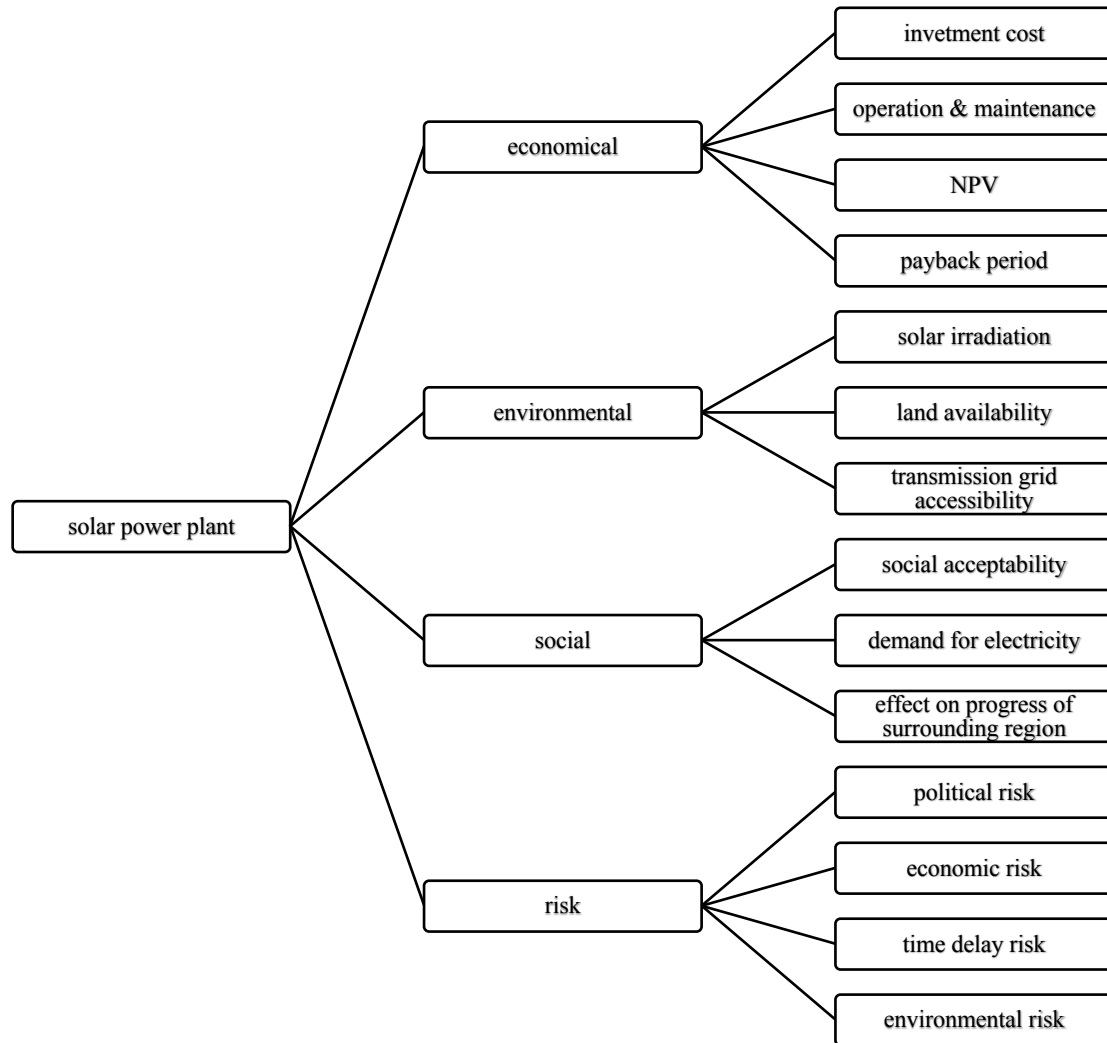 invetment cost
operation & maintenance
economical
NPV
payback period
solar irradiation
environmental
land availability
transmission grid
accessibility
solar power plant
social acceptability
social
demand for electricity
effect on progress of
surrounding region
political risk
economic risk
risk
time delay risk
environmental risk